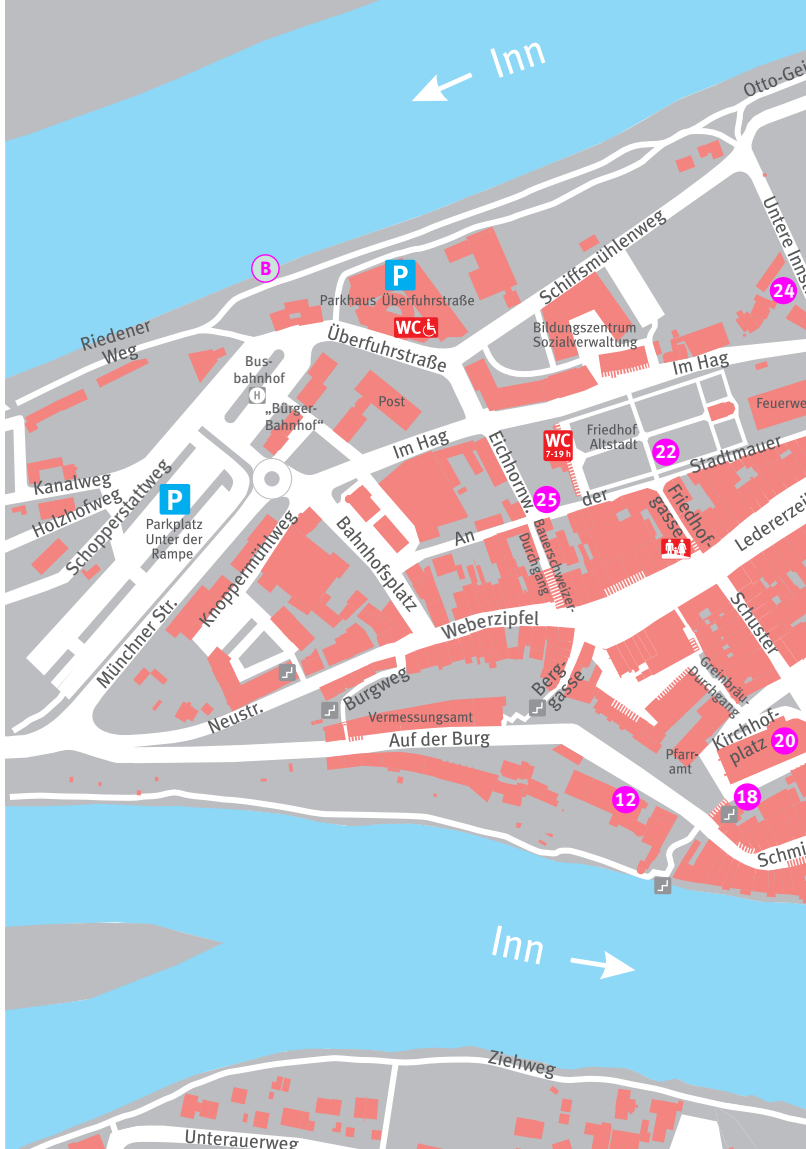 Inn
Otto-Gei
Untere Innst
Schiffsmühlenweg
B
P
Parkhaus Überfuhrstraße
24
WC
Riedener
Weg
Überfuhrstraße
Bildungszentrum
Sozialverwaltung
Im Hag
Bus-
bahnhof
H
„Bürger-
Bahnhof“
Post
Feuerwe
Im Hag
Eichhornw.
WC
7-19 h
Friedhof
Altstadt
22
Stadtmauer
Kanalweg
Holzhofweg
Schopperstattweg
P
Parkplatz
Unter der
Rampe
25
der
An
Friedhof-
gasse
Ledererzeil
Knoppermühlweg
Bahnhofsplatz
Bauerschweizer-
Durchgang
Münchner Str.
Weberzipfel
Schuster
Greinbräu-
Durchgang
Neustr.
Burgweg
Berg-
gasse
Vermessungsamt
Auf der Burg
Kirchhof-
platz
20
Pfarr-
amt
12
18
Schmi
Inn
Ziehweg
Unterauerweg